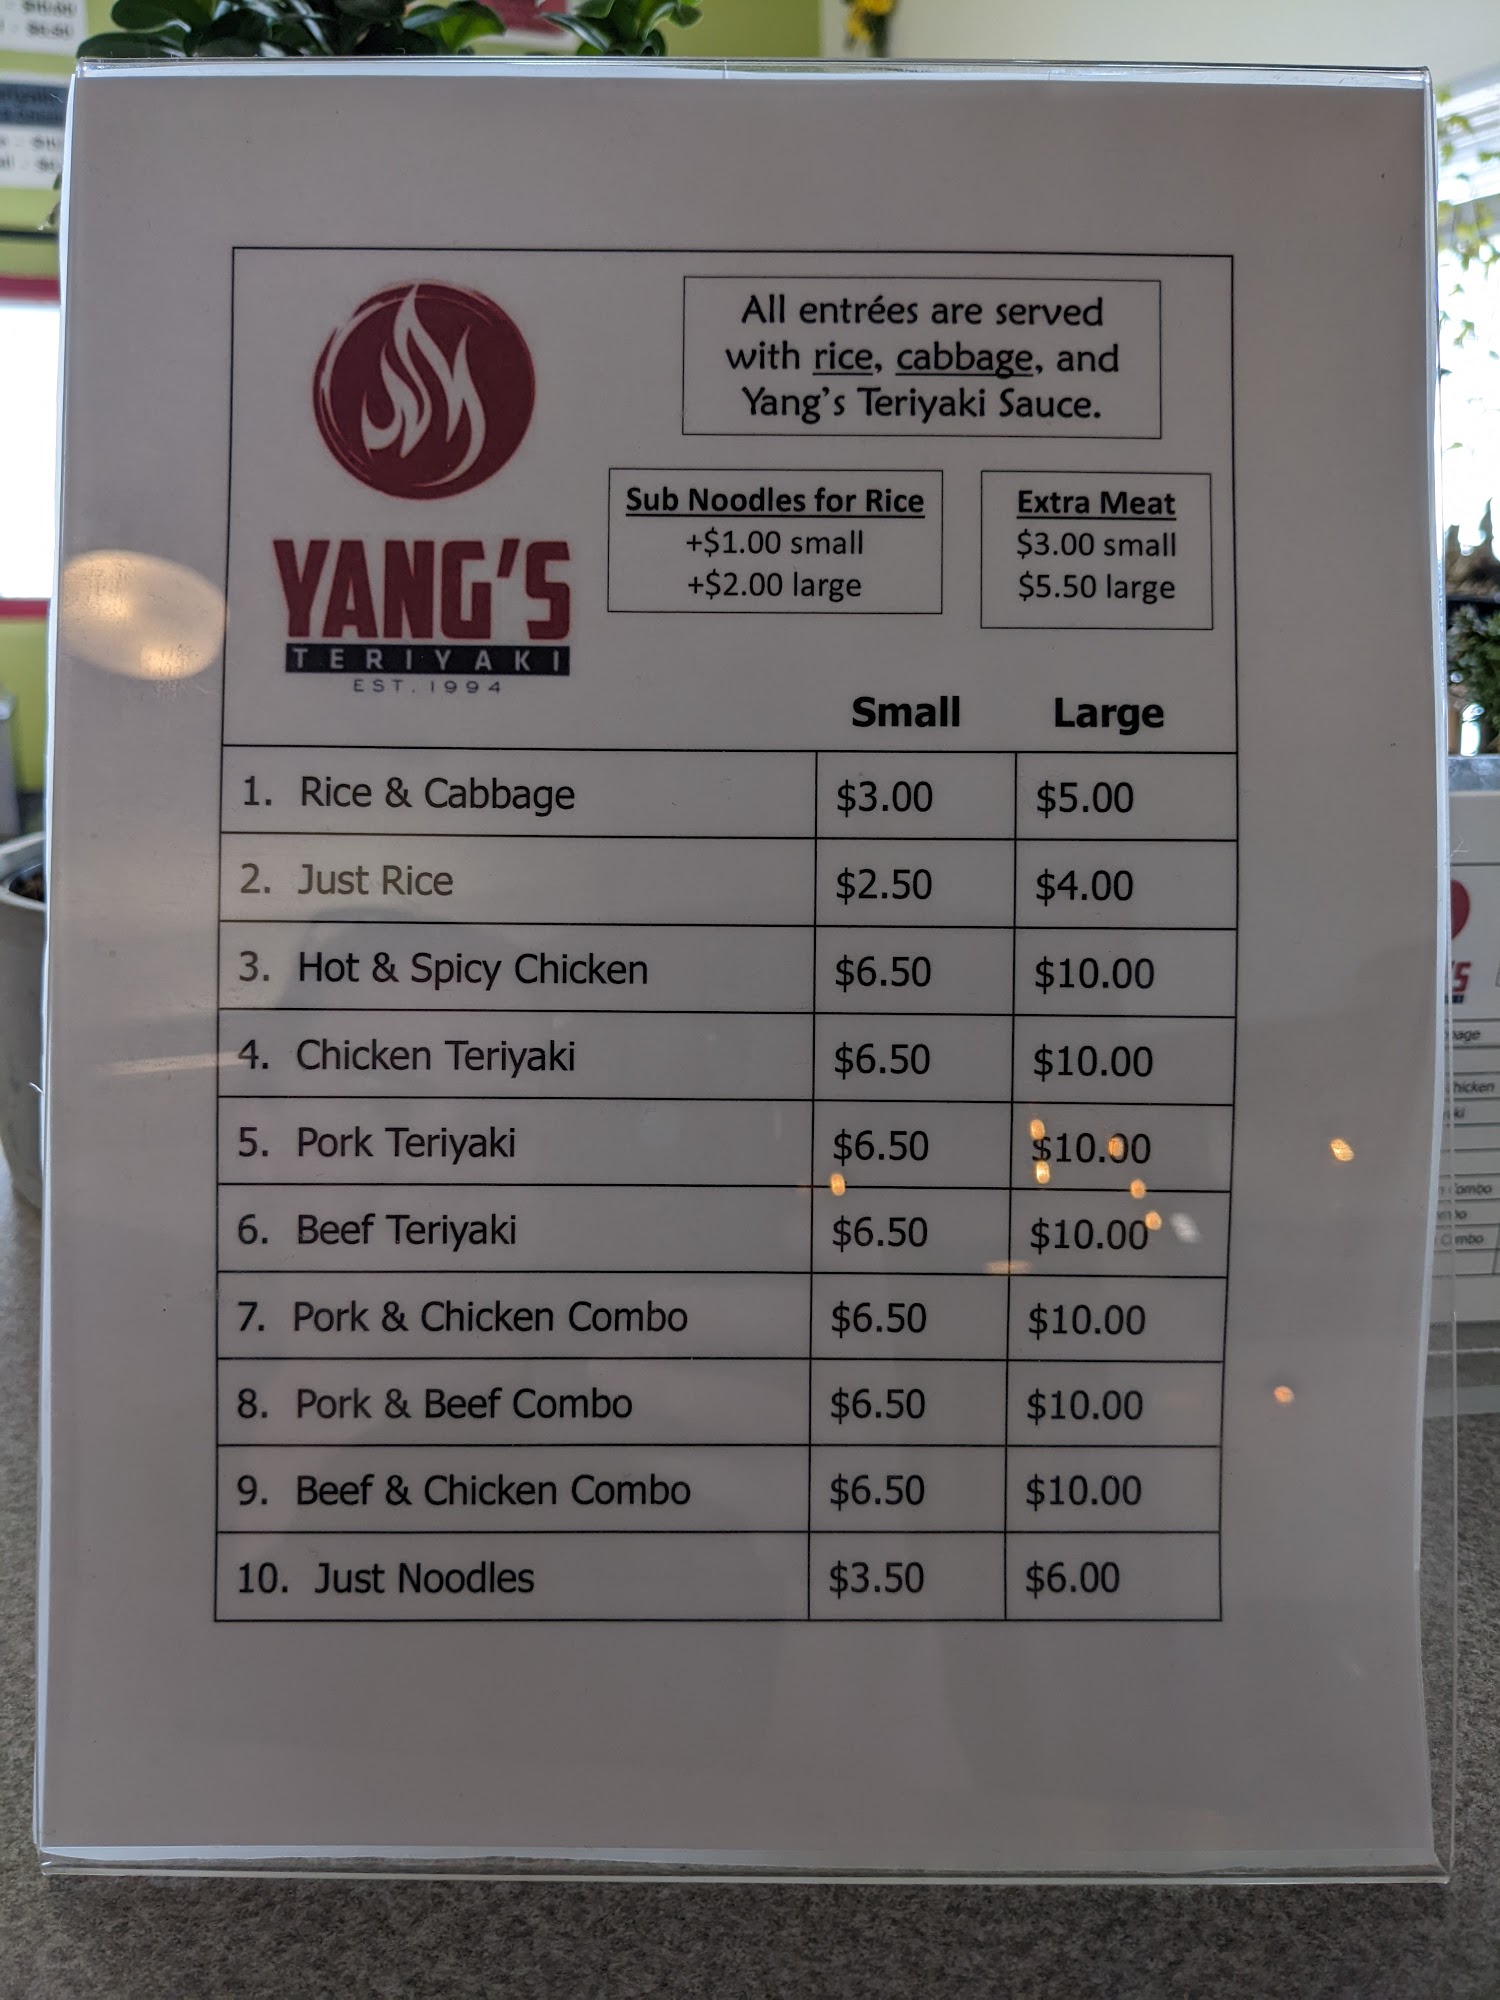 All entrées are served
with rice, cabbage, and
Yang's Teriyaki Sauce.
YANG'S
TERIYAKI
EST. 1994
Sub Noodles for Rice
+$1.00 small
+$2.00 large
Extra Meat
$3.00 small
$5.50 large
Small Large
1. Rice & Cabbage $3.00 $5.00
2. Just Rice $2.50 $4.00
3. Hot & Spicy Chicken $6.50 $10.00
4. Chicken Teriyaki $6.50 $10.00
5. Pork Teriyaki $6.50 $10.00
6. Beef Teriyaki $6.50 $10.00
7. Pork & Chicken Combo $6.50 $10.00
8. Pork & Beef Combo $6.50 $10.00
9. Beef & Chicken Combo $6.50 $10.00
10. Just Noodles $3.50 $6.00